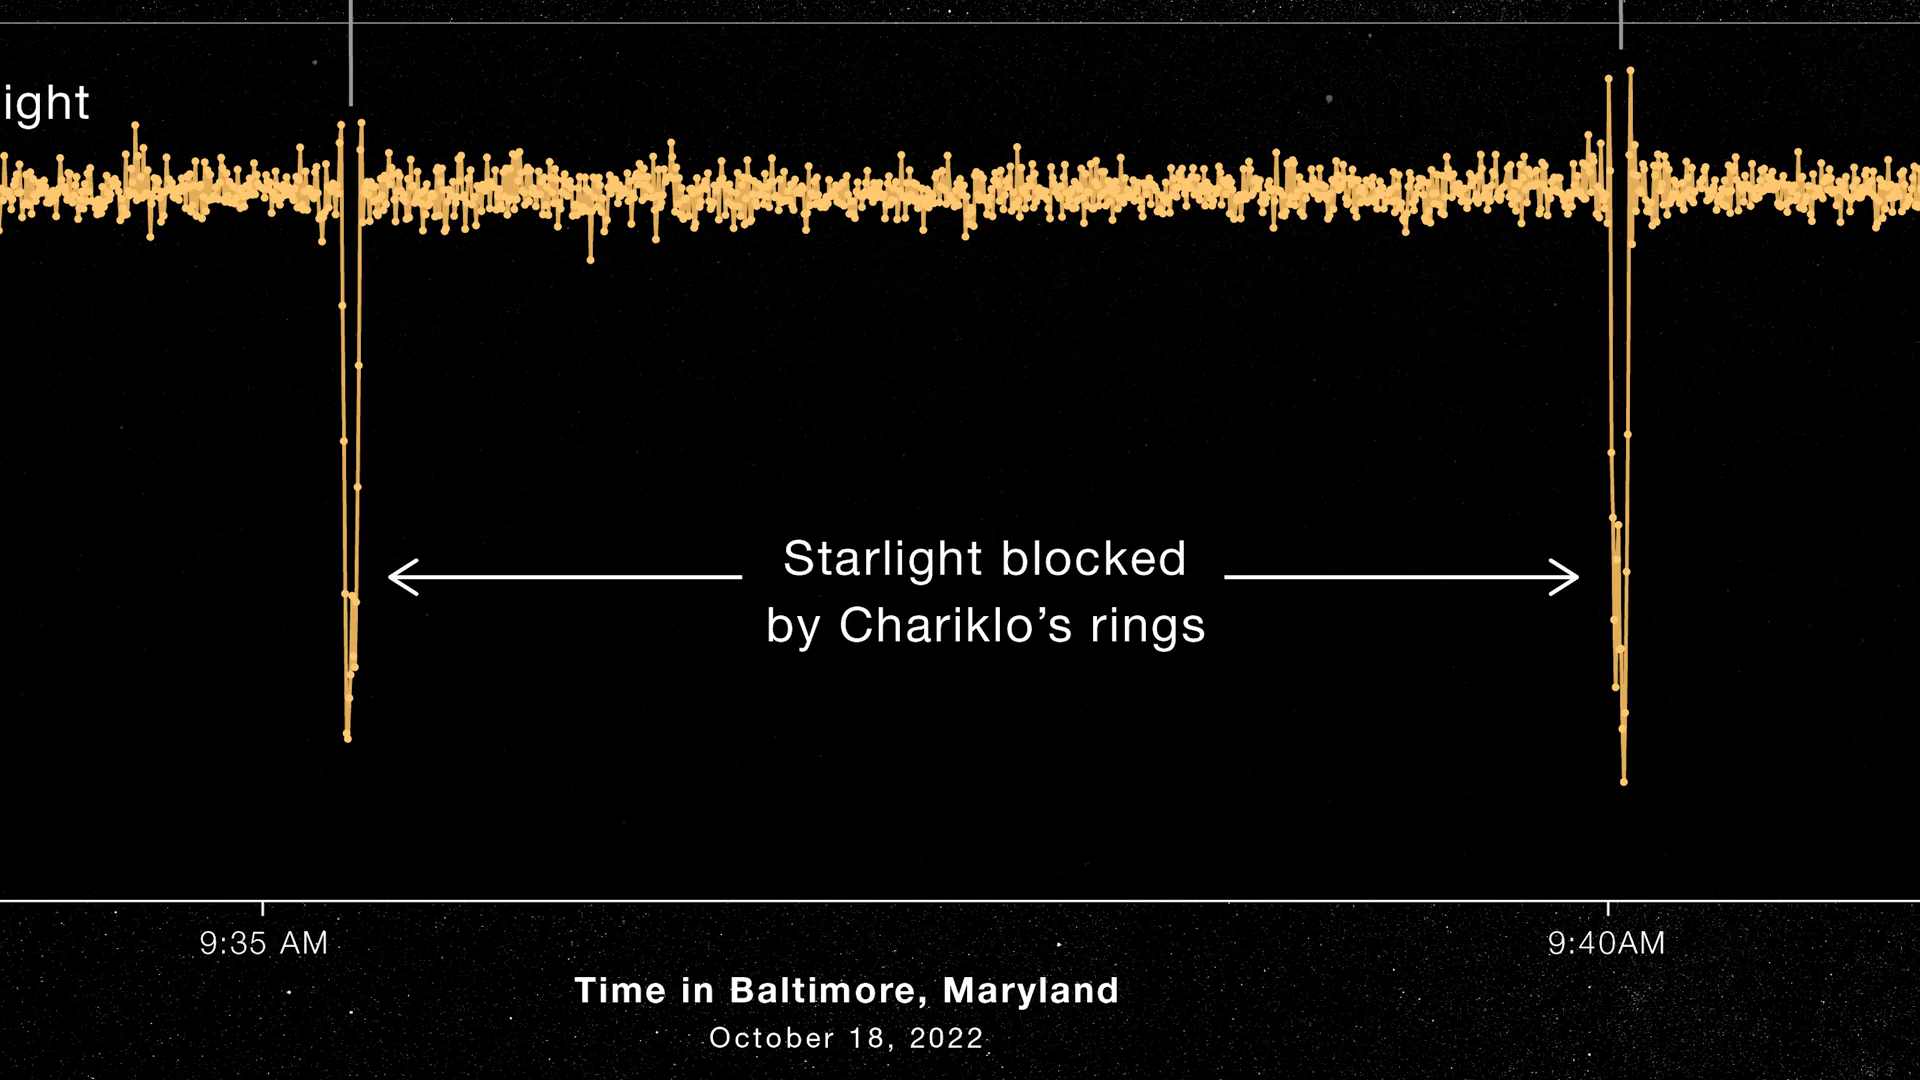 ight
Starlight blocked
by Chariklo’s rings
9:35 AM
9:40AM
Time in Baltimore, Maryland
October 18, 2022